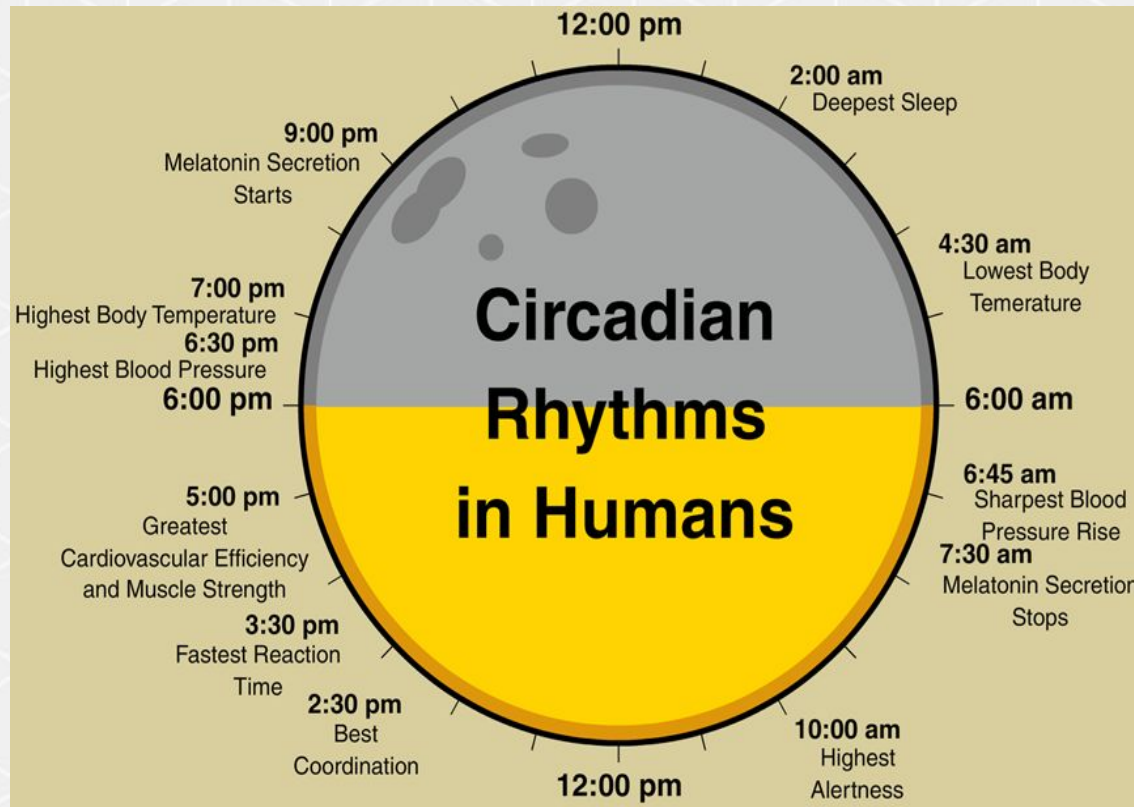 12:00 pm
2:00 am
Deepest Sleep
4:30 am
Lowest Body
Temerature
6:00 am
6:45 am
Sharpest Blood
Pressure Rise
7:30 am
Melatonin Secretion
Stops
10:00 am
Highest
Alertness
12:00 pm
2:30 pm
Best
Coordination
3:30 pm
Fastest Reaction
Time
5:00 pm
Greatest
Cardiovascular Efficiency
and Muscle Strength
6:00 pm
6:30 pm
Highest Blood Pressure
7:00 pm
Highest Body Temperature
9:00 pm
Melatonin Secretion
Starts
Circadian
Rhythms
in Humans